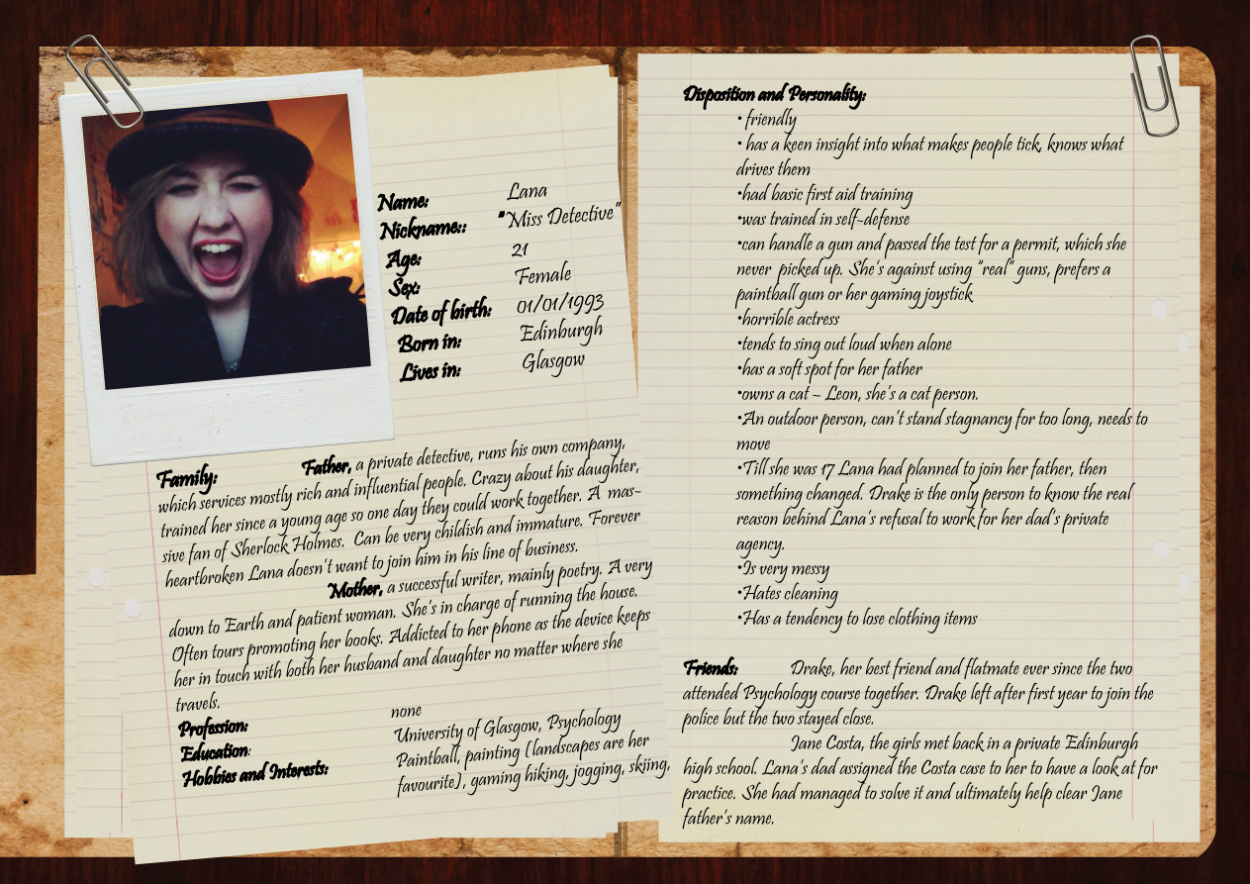 Name: Lana
Nickname:: "Miss Detective"
Age: 21
Sex: Female
Date of birth: 01/01/1993
Born in: Edinburgh
Lives in: Glasgow
Family: Father, a private detective, runs his own company,
which services mostly rich and influential people. Crazy about his daughter,
trained her since a young age so one day they could work together. A mas-
sive fan of Sherlock Holmes. Can be very childish and immature. Forever
heartbroken Lana doesn't want to join him in his line of business.
Mother, a successful writer, mainly poetry. A very
down to Earth and patient woman. She's in charge of running the house.
Often tours promoting her books. Addicted to her phone as the device keeps
her in touch with both her husband and daughter no matter where she
travels.
Profession: none
Education: University of Glasgow, Psychology
Hobbies and Interests: Paintball, painting (landscapes are her
favourite), gaming hiking, jogging, skiing,
Disposition and Personality:
• friendly
• has a keen insight into what makes people tick, knows what
drives them
•had basic first aid training
•was trained in self-defense
•can handle a gun and passed the test for a permit, which she
never picked up. She's against using "real" guns, prefers a
paintball gun or her gaming joystick
•horrible actress
•tends to sing out loud when alone
•has a soft spot for her father
•owns a cat – Leon, she's a cat person.
•An outdoor person, can't stand stagnancy for too long, needs to
move
•Till she was 17 Lana had planned to join her father, then
something changed. Drake is the only person to know the real
reason behind Lana's refusal to work for her dad's private
agency.
•Is very messy
•Hates cleaning
•Has a tendency to lose clothing items
Friends: Drake, her best friend and flatmate ever since the two
attended Psychology course together. Drake left after first year to join the
police but the two stayed close.
Jane Costa, the girls met back in a private Edinburgh
high school. Lana's dad assigned the Costa case to her to have a look at for
practice. She had managed to solve it and ultimately help clear Jane
father's name.